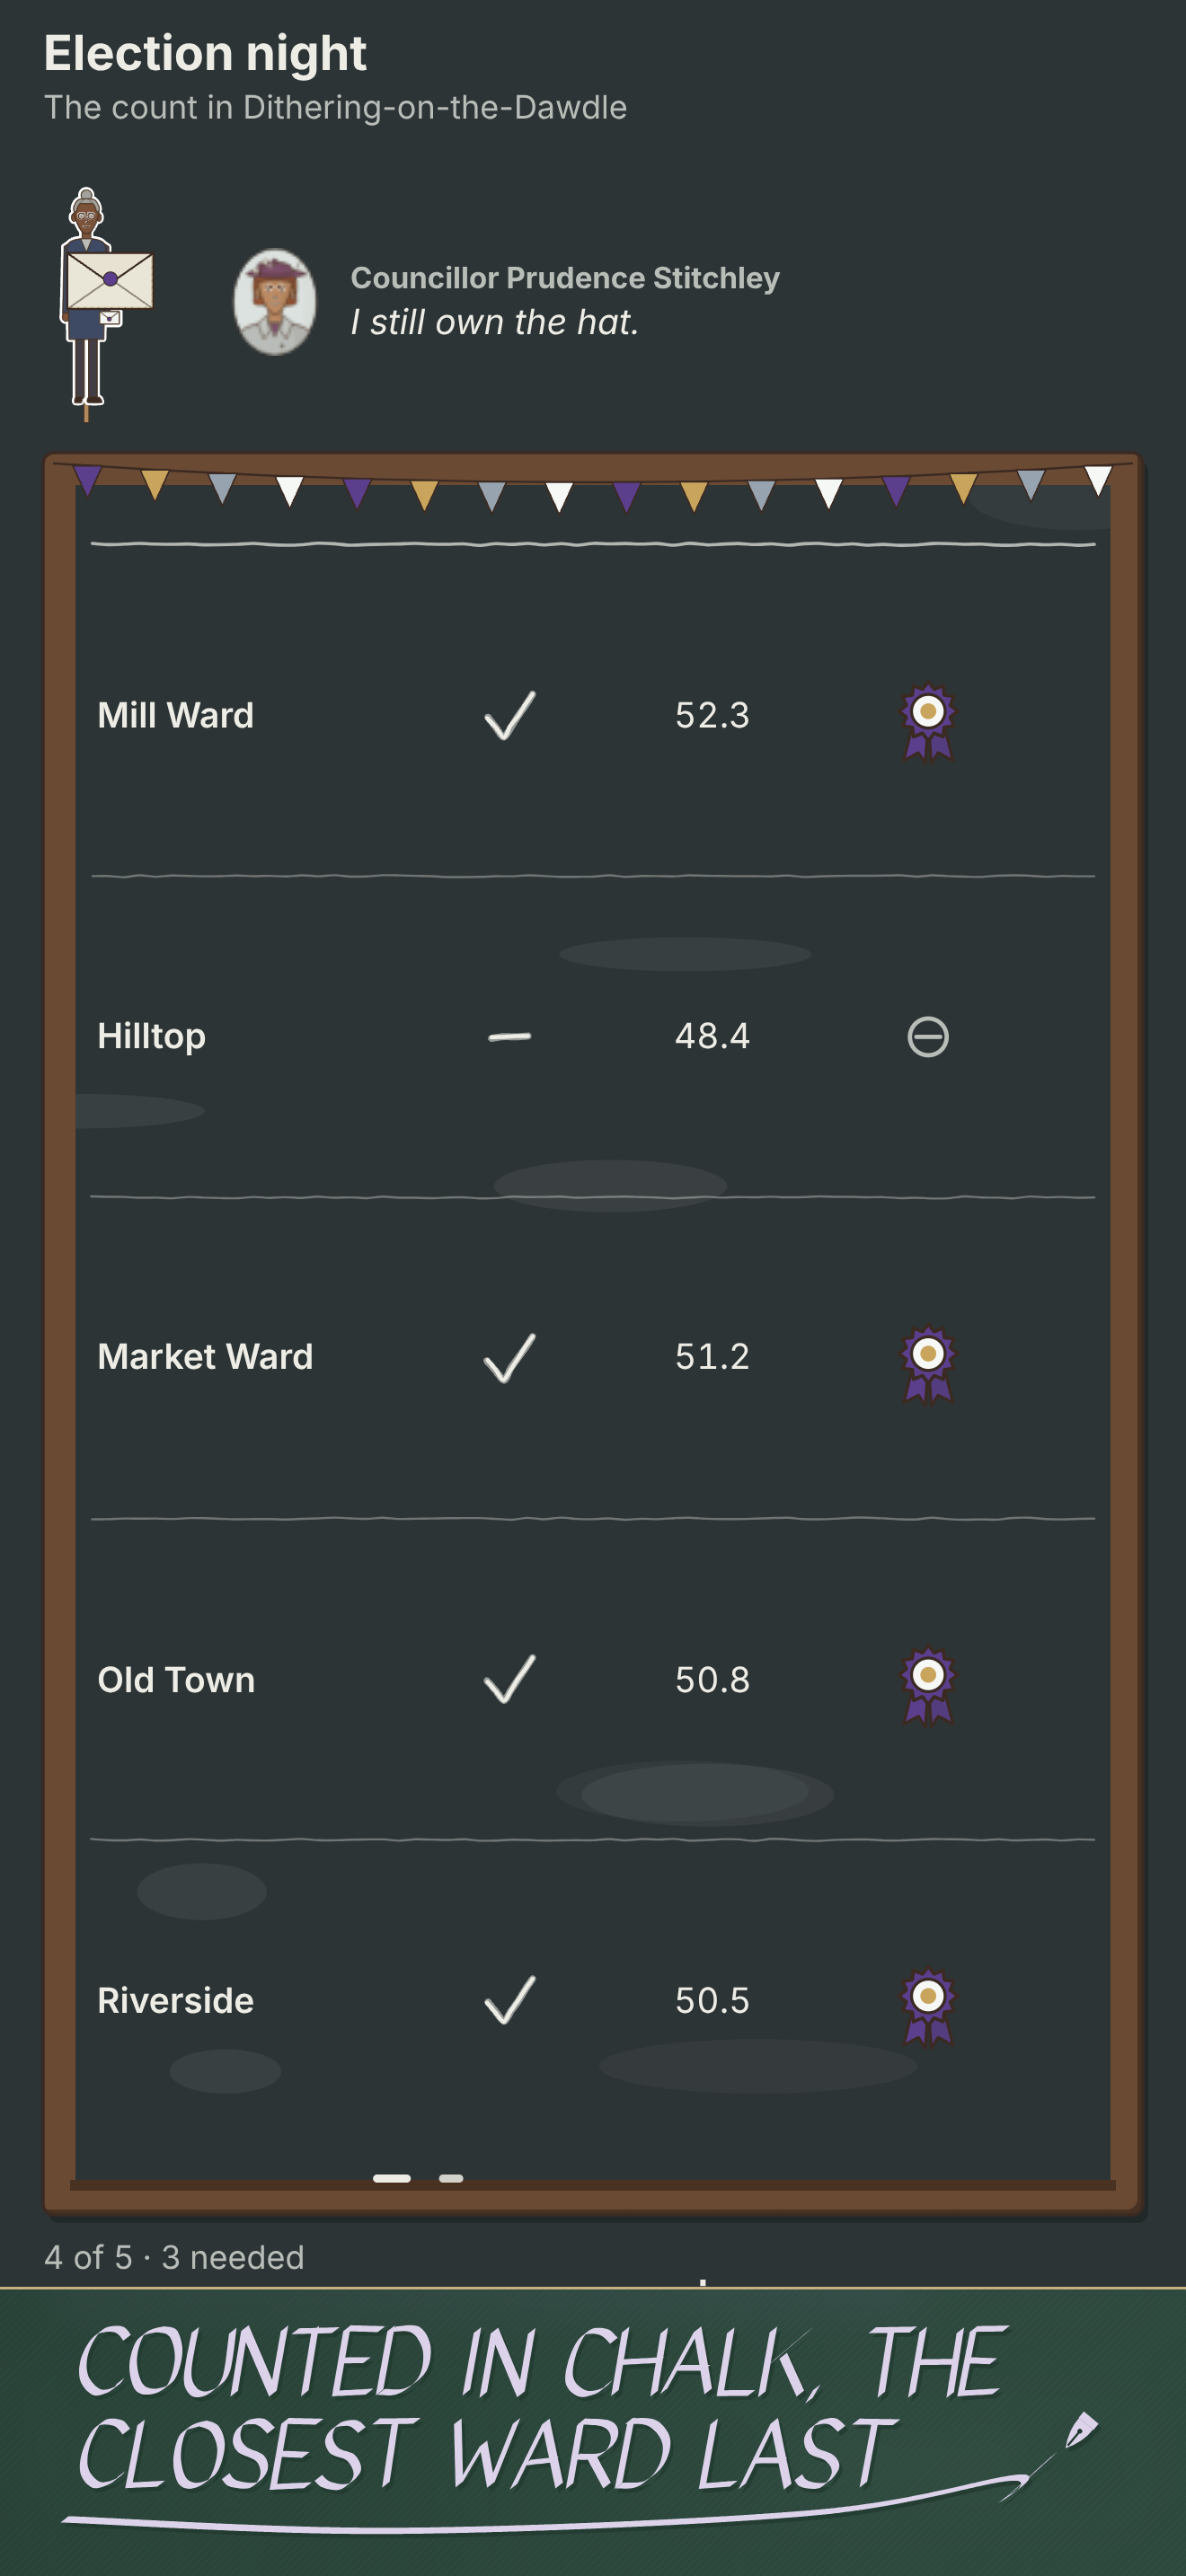 Election night
The count in Dithering-on-the-Dawdle
Councillor Prudence Stitchley
I still own the hat.
Mill Ward 52.3
Hilltop 48.4
Market Ward 51.2
Old Town 50.8
Riverside 50.5
4 of 5 · 3 needed
COUNTED IN CHALK, THE
CLOSEST WARD LAST